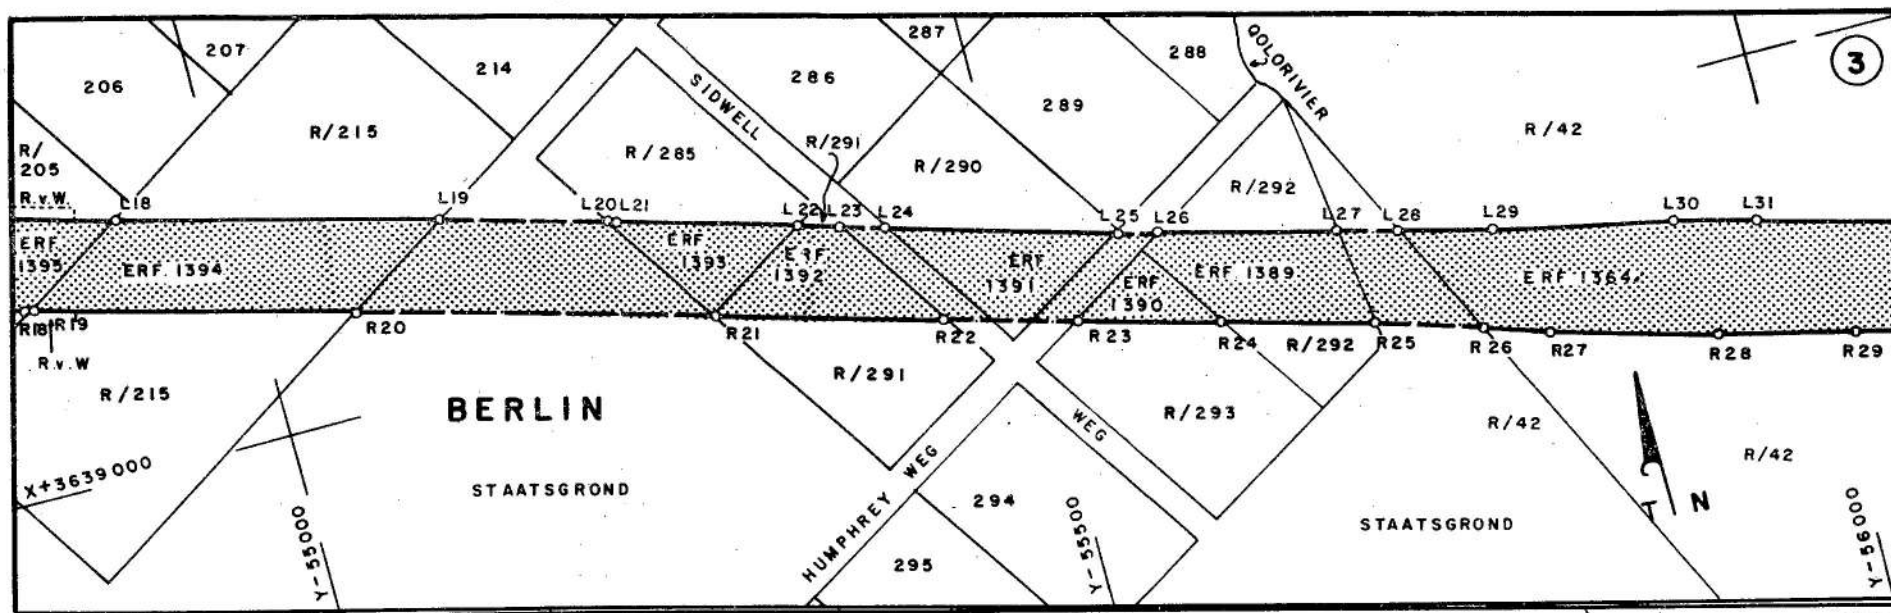 207
214
287
288
QOLORIVIER
3
206
286
SIDWELL
289
R/215
R/291
R/42
R/
205
R/285
R/290
R/292
R.v.W.
L18
L19
L20
L21
L22
L23
L24
L25
L26
L27
L28
L29
L30
L31
ERF
1395
ERF. 1394
ERF
1393
ERF.
1392
ERF
1391
ERF
1390
ERF 1389
ERF 1364
R18
R19
R20
R21
R22
R23
R24
R/292
R25
R26
R27
R28
R29
R.v.W
R/215
BERLIN
R/291
R/293
WEG
R/42
R/42
X+3639000
STAATSGROND
HUMPHREY WEG
294
295
STAATSGROND
T N
Y-55000
Y-55500
Y-56000